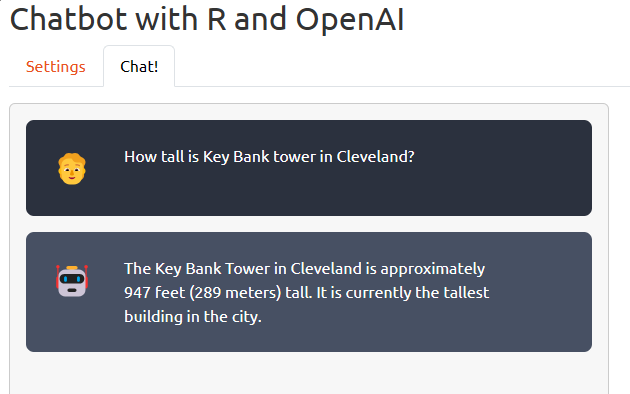 Chatbot with R and OpenAI
Settings
Chat!
How tall is Key Bank tower in Cleveland?
The Key Bank Tower in Cleveland is approximately
947 feet (289 meters) tall. It is currently the tallest
building in the city.